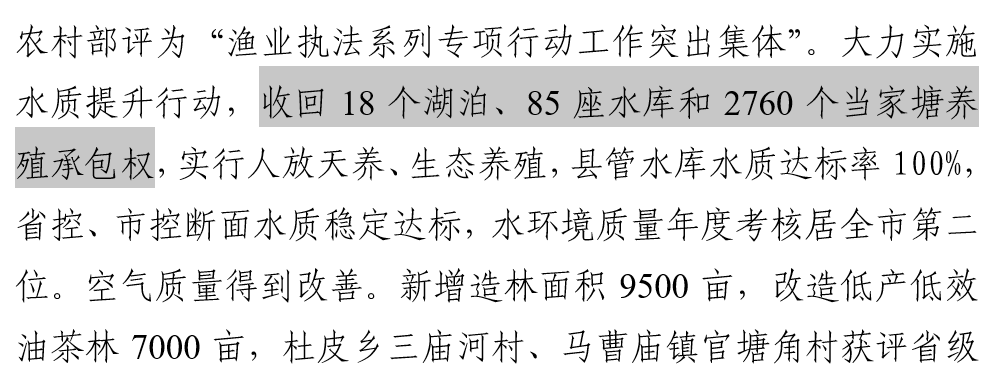 农村部评为“渔业执法系列专项行动工作突出集体”。大力实施
水质提升行动，收回 18 个湖泊、85 座水库和 2760 个当家塘养
殖承包权，实行人放天养、生态养殖，县管水库水质达标率 100%，
省控、市控断面水质稳定达标，水环境质量年度考核居全市第二
位。空气质量得到改善。新增造林面积 9500 亩，改造低产低效
油茶林 7000 亩，杜皮乡三庙河村、马曹庙镇官塘角村获评省级